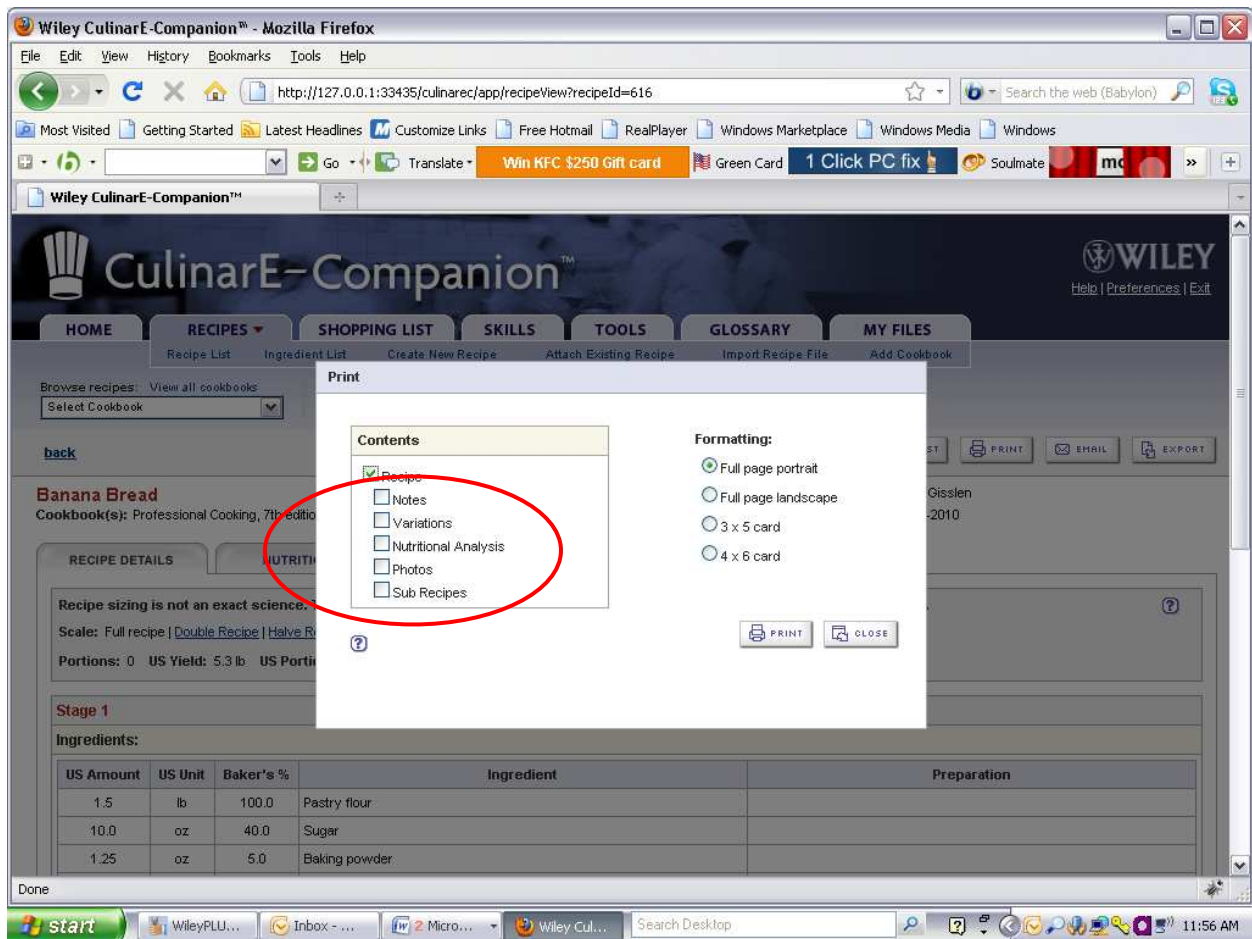 Wiley CulinarE-Companion™ - Mozilla Firefox
File Edit View History Bookmarks Tools Help
http://127.0.0.1:33435/culinarec/app/recipeView?recipeId=616 Search the web (Babylon)
Most Visited Getting Started Latest Headlines Customize Links Free Hotmail RealPlayer Windows Marketplace Windows Media Windows
Go Translate Win KFC $250 Gift card Green Card 1 Click PC fix Soulmate »
Wiley CulinarE-Companion™
CulinarE-Companion™
WILEY
Help | Preferences | Exit
HOME RECIPES SHOPPING LIST SKILLS TOOLS GLOSSARY MY FILES
Recipe List Ingredient List Create New Recipe Attach Existing Recipe Import Recipe File Add Cookbook
Browse recipes: View all cookbooks
Select Cookbook
back
PRINT EMAIL EXPORT
Banana Bread Gisslen
Cookbook(s): Professional Cooking, 7th editio -2010
RECIPE DETAILS NUTRITI
Recipe sizing is not an exact science.
Scale: Full recipe | Double Recipe | Halve Re
Portions: 0 US Yield: 5.3 lb US Porti
Print
Contents
Recipe
Notes
Variations
Nutritional Analysis
Photos
Sub Recipes
Formatting:
Full page portrait
Full page landscape
3 x 5 card
4 x 6 card
PRINT CLOSE
Stage 1
Ingredients:
US Amount US Unit Baker's % Ingredient Preparation
1.5 lb 100.0 Pastry flour
10.0 oz 40.0 Sugar
1.25 oz 5.0 Baking powder
Done
start WileyPLU... Inbox - ... 2 Micro... Wiley Cul... Search Desktop 11:56 AM